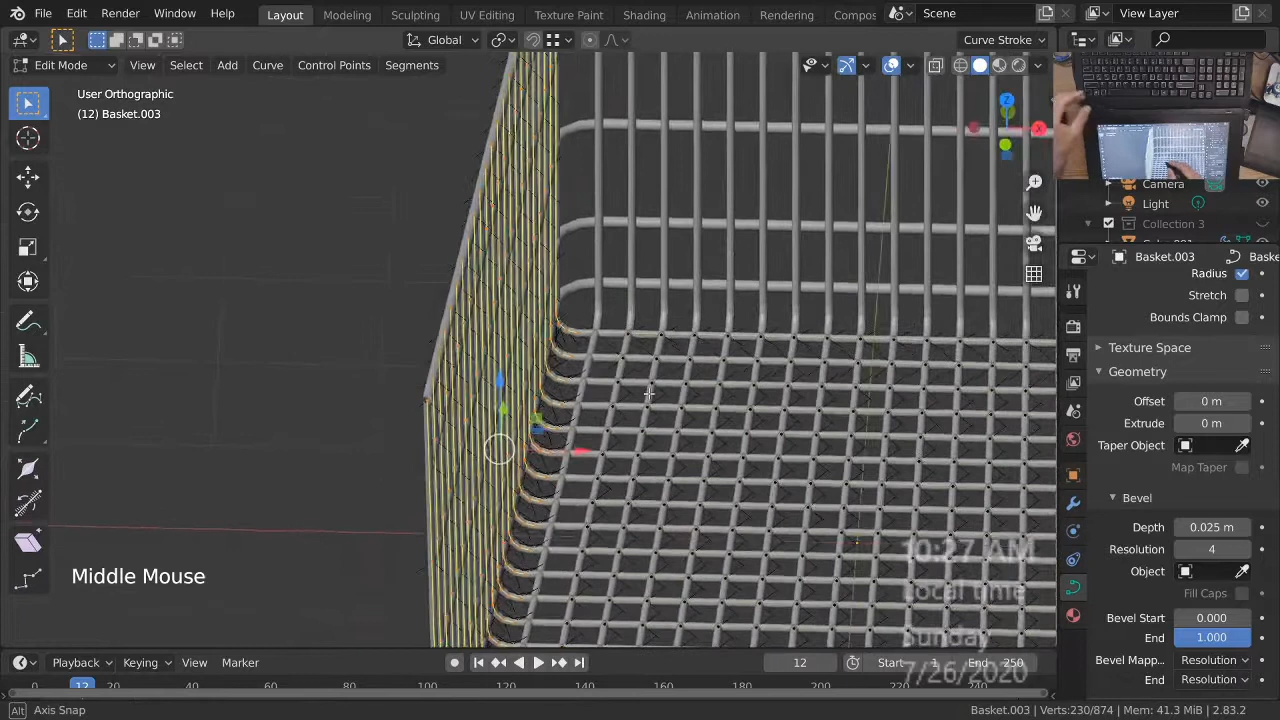 File Edit Render Window Help Layout Modeling Sculpting UV Editing Texture Paint Shading Animation Rendering Compos Scene View Layer
Global Curve Stroke
Edit Mode View Select Add Curve Control Points Segments
User Orthographic
(12) Basket.003
Z
X
Camera
Light
Collection 3
Basket.003 Baske
Radius
Stretch
Bounds Clamp
Texture Space
Geometry
Offset 0 m
Extrude 0 m
Taper Object
Map Taper
Bevel
Depth 0.025 m
Resolution 4
Object
Fill Caps
Bevel Start 0.000
End 1.000
Bevel Mapp... Resolution
End Resolution
Middle Mouse
10:27 AM
Local time
Sunday
7/26/2020
Playback Keying View Marker 12 Start 1 End 250
0 12 20 100 120 140 160 180 200 220 240
Alt Axis Snap Basket.003 | Verts:230/874 | Mem: 41.3 MiB | 2.83.2